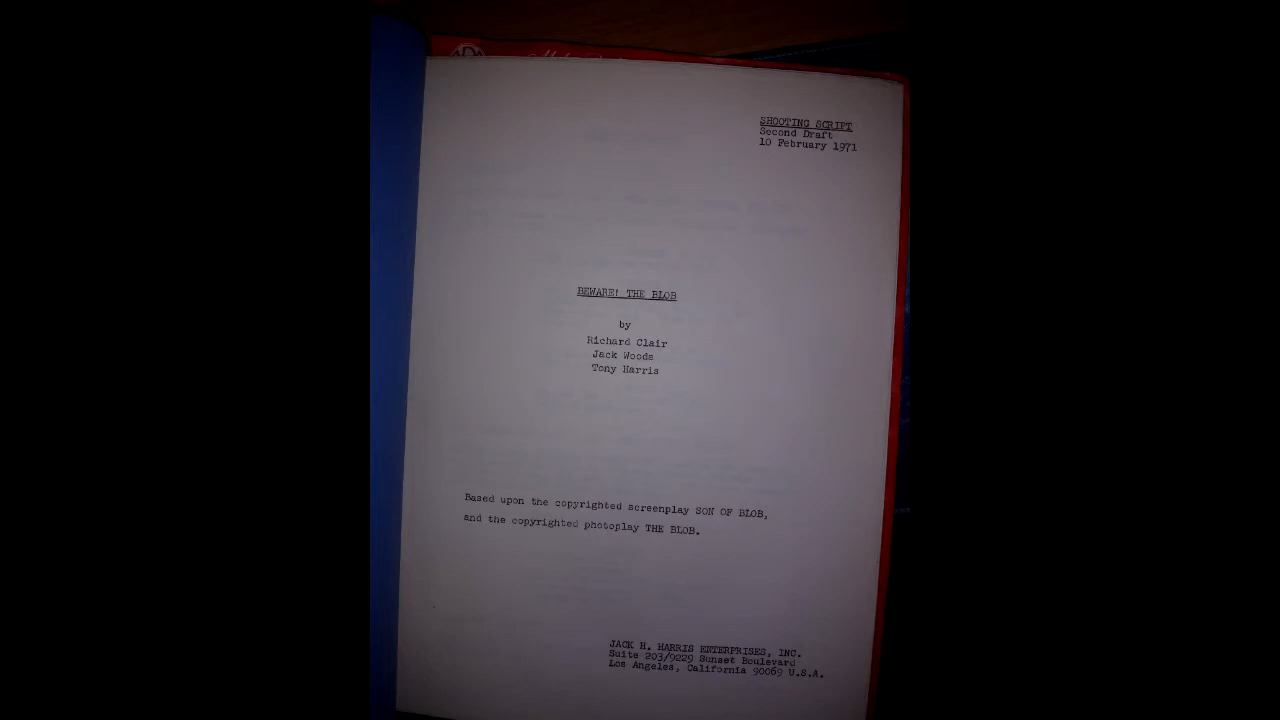 SHOOTING SCRIPT
Second Draft
10 February 1971
BEWARE! THE BLOB
by
Richard Clair
Jack Woods
Tony Harris
Based upon the copyrighted screenplay SON OF BLOB,
and the copyrighted photoplay THE BLOB.
JACK H. HARRIS ENTERPRISES, INC.
Suite 203/9229 Sunset Boulevard
Los Angeles, California 90069 U.S.A.